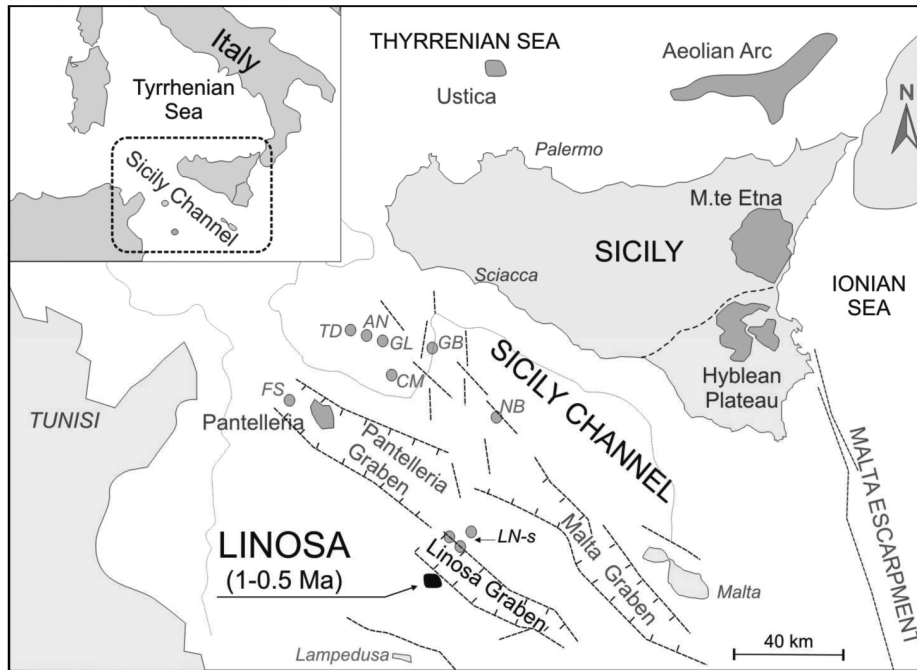 Italy
Tyrrhenian
Sea
Sicily Channel
THYRRENIAN SEA
Ustica
Aeolian Arc
N
Palermo
M.te Etna
SICILY
Sciacca
IONIAN
SEA
Hyblean
Plateau
TD
AN
GL
GB
CM
FS
NB
TUNISI
Pantelleria
Pantelleria
Graben
SICILY CHANNEL
MALTA ESCARPMENT
LINOSA
(1-0.5 Ma)
LN-s
Linosa Graben
Malta Graben
Malta
Lampedusa
40 km